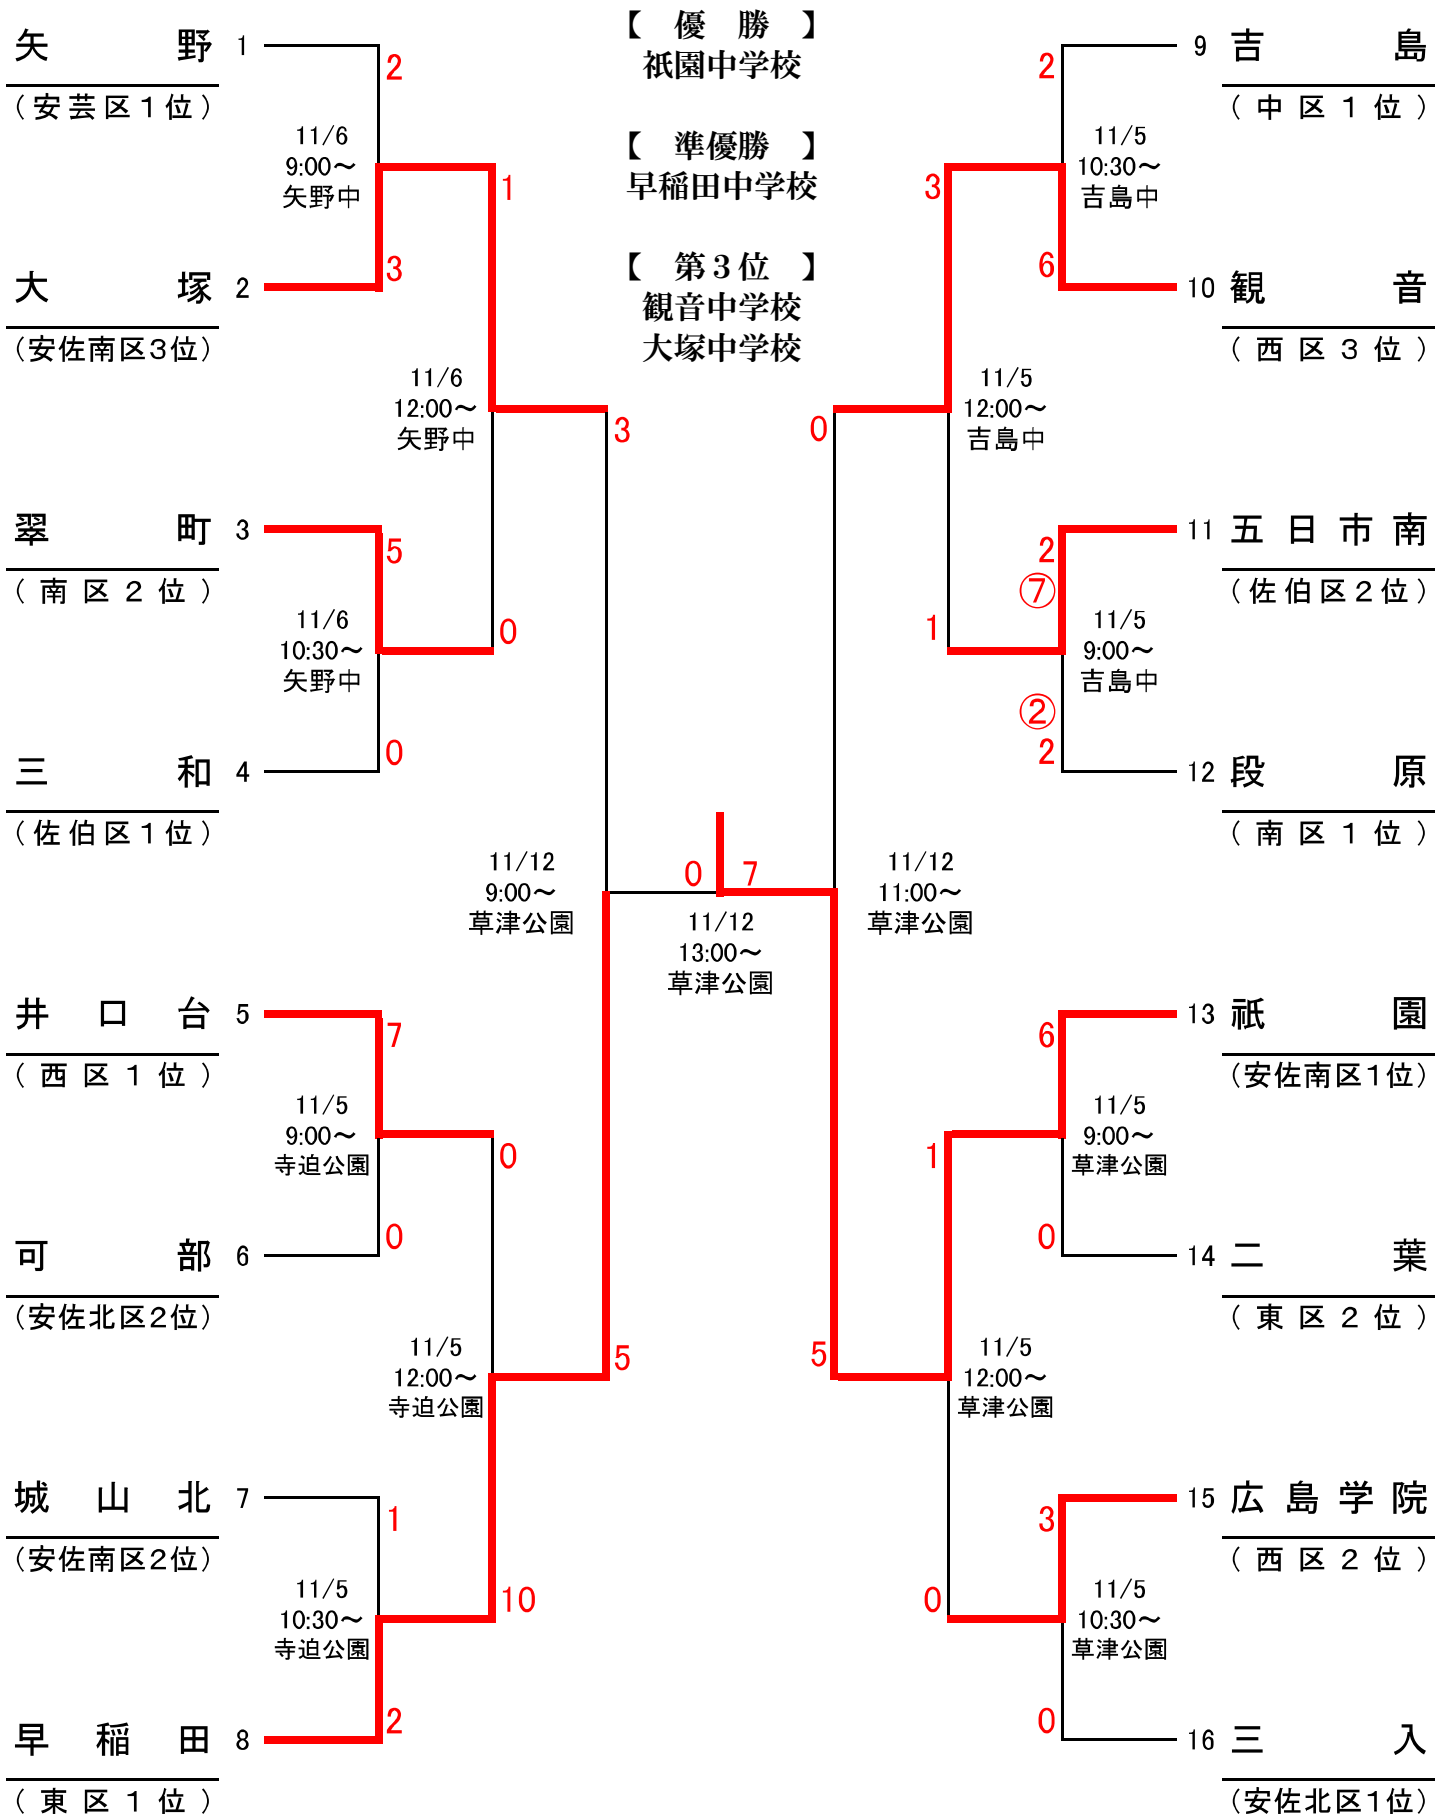 【　優　勝　】
祇園中学校
【　準優勝　】
早稲田中学校
【　第３位　】
観音中学校
大塚中学校
矢野 1
(安芸区１位)
2
11/6
9:00～
矢野中
大塚 2
(安佐南区３位)
3
1
11/6
12:00～
矢野中
3
翠町 3
(南区２位)
5
11/6
10:30～
矢野中
0
三和 4
(佐伯区１位)
0
11/12
9:00～
草津公園
井口台 5
(西区１位)
7
11/5
9:00～
寺迫公園
0
可部 6
(安佐北区２位)
0
11/5
12:00～
寺迫公園
5
城山北 7
(安佐南区２位)
1
11/5
10:30～
寺迫公園
10
早稲田 8
(東区１位)
2
0 7
11/12
13:00～
草津公園
9 吉島
(中区１位)
2
11/5
10:30～
吉島中
3
10 観音
(西区３位)
6
11/5
12:00～
吉島中
0
11 五日市南
(佐伯区２位)
2
⑦
11/5
9:00～
吉島中
1
②
2
12 段原
(南区１位)
11/12
11:00～
草津公園
13 祇園
(安佐南区１位)
6
11/5
9:00～
草津公園
1
14 二葉
(東区２位)
0
11/5
12:00～
草津公園
5
15 広島学院
(西区２位)
3
11/5
10:30～
草津公園
0
16 三入
(安佐北区１位)
0